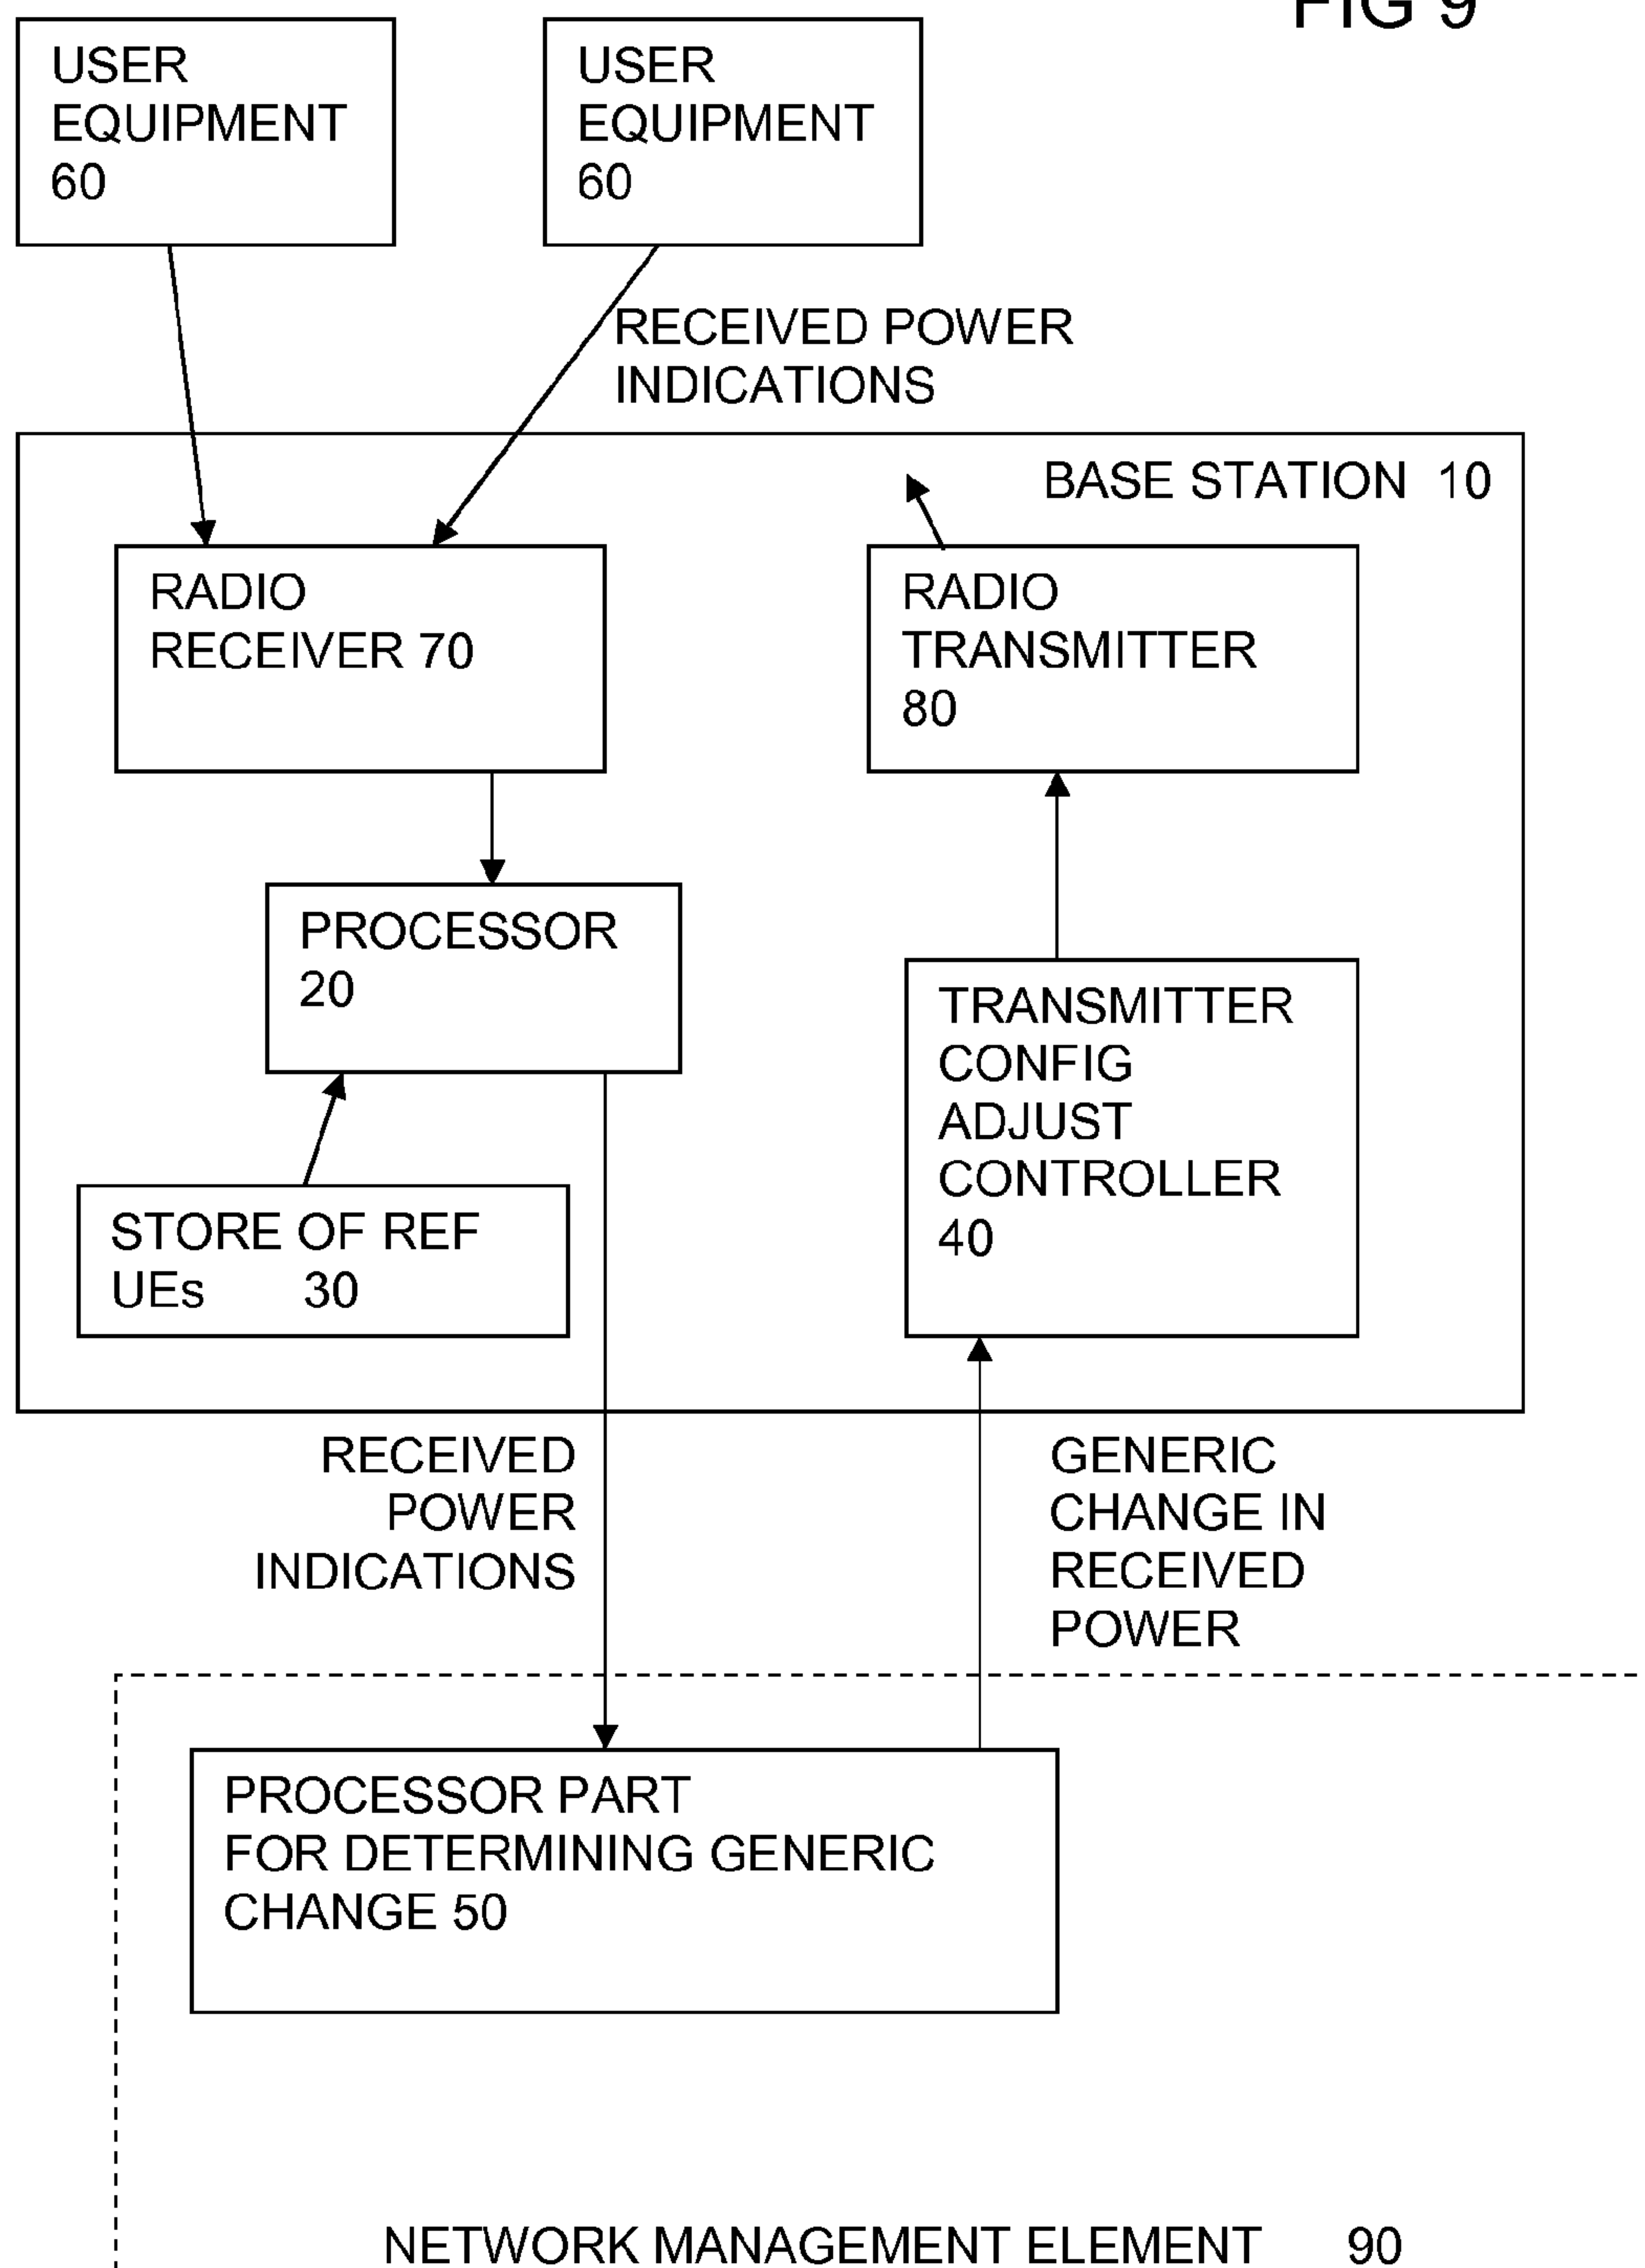 FIG 9
USER
EQUIPMENT
60
USER
EQUIPMENT
60
RECEIVED POWER
INDICATIONS
BASE STATION 10
RADIO
RECEIVER 70
RADIO
TRANSMITTER
80
PROCESSOR
20
TRANSMITTER
CONFIG
ADJUST
CONTROLLER
40
STORE OF REF
UEs 30
RECEIVED
POWER
INDICATIONS
GENERIC
CHANGE IN
RECEIVED
POWER
PROCESSOR PART
FOR DETERMINING GENERIC
CHANGE 50
NETWORK MANAGEMENT ELEMENT 90